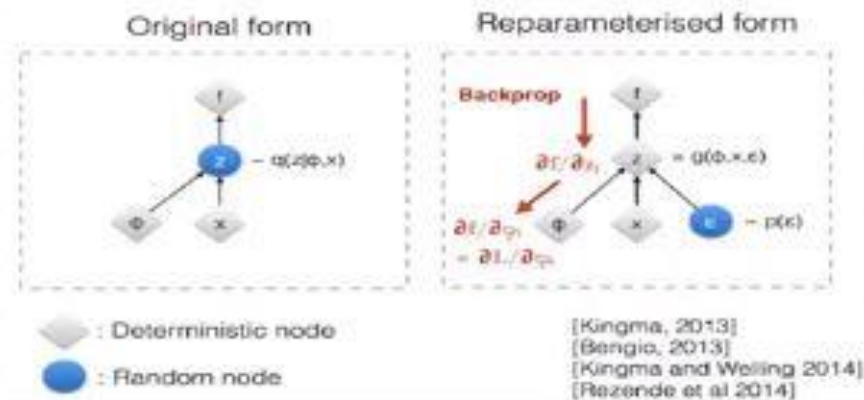 Original form
Reparameterised form
f
z
~ q(z|φ,x)
φ
x
Backprop
f
z
= g(φ,x,ε)
φ
x
ε
~ p(ε)
: Deterministic node
: Random node
[Kingma, 2013]
[Bengio, 2013]
[Kingma and Welling 2014]
[Rezende et al 2014]